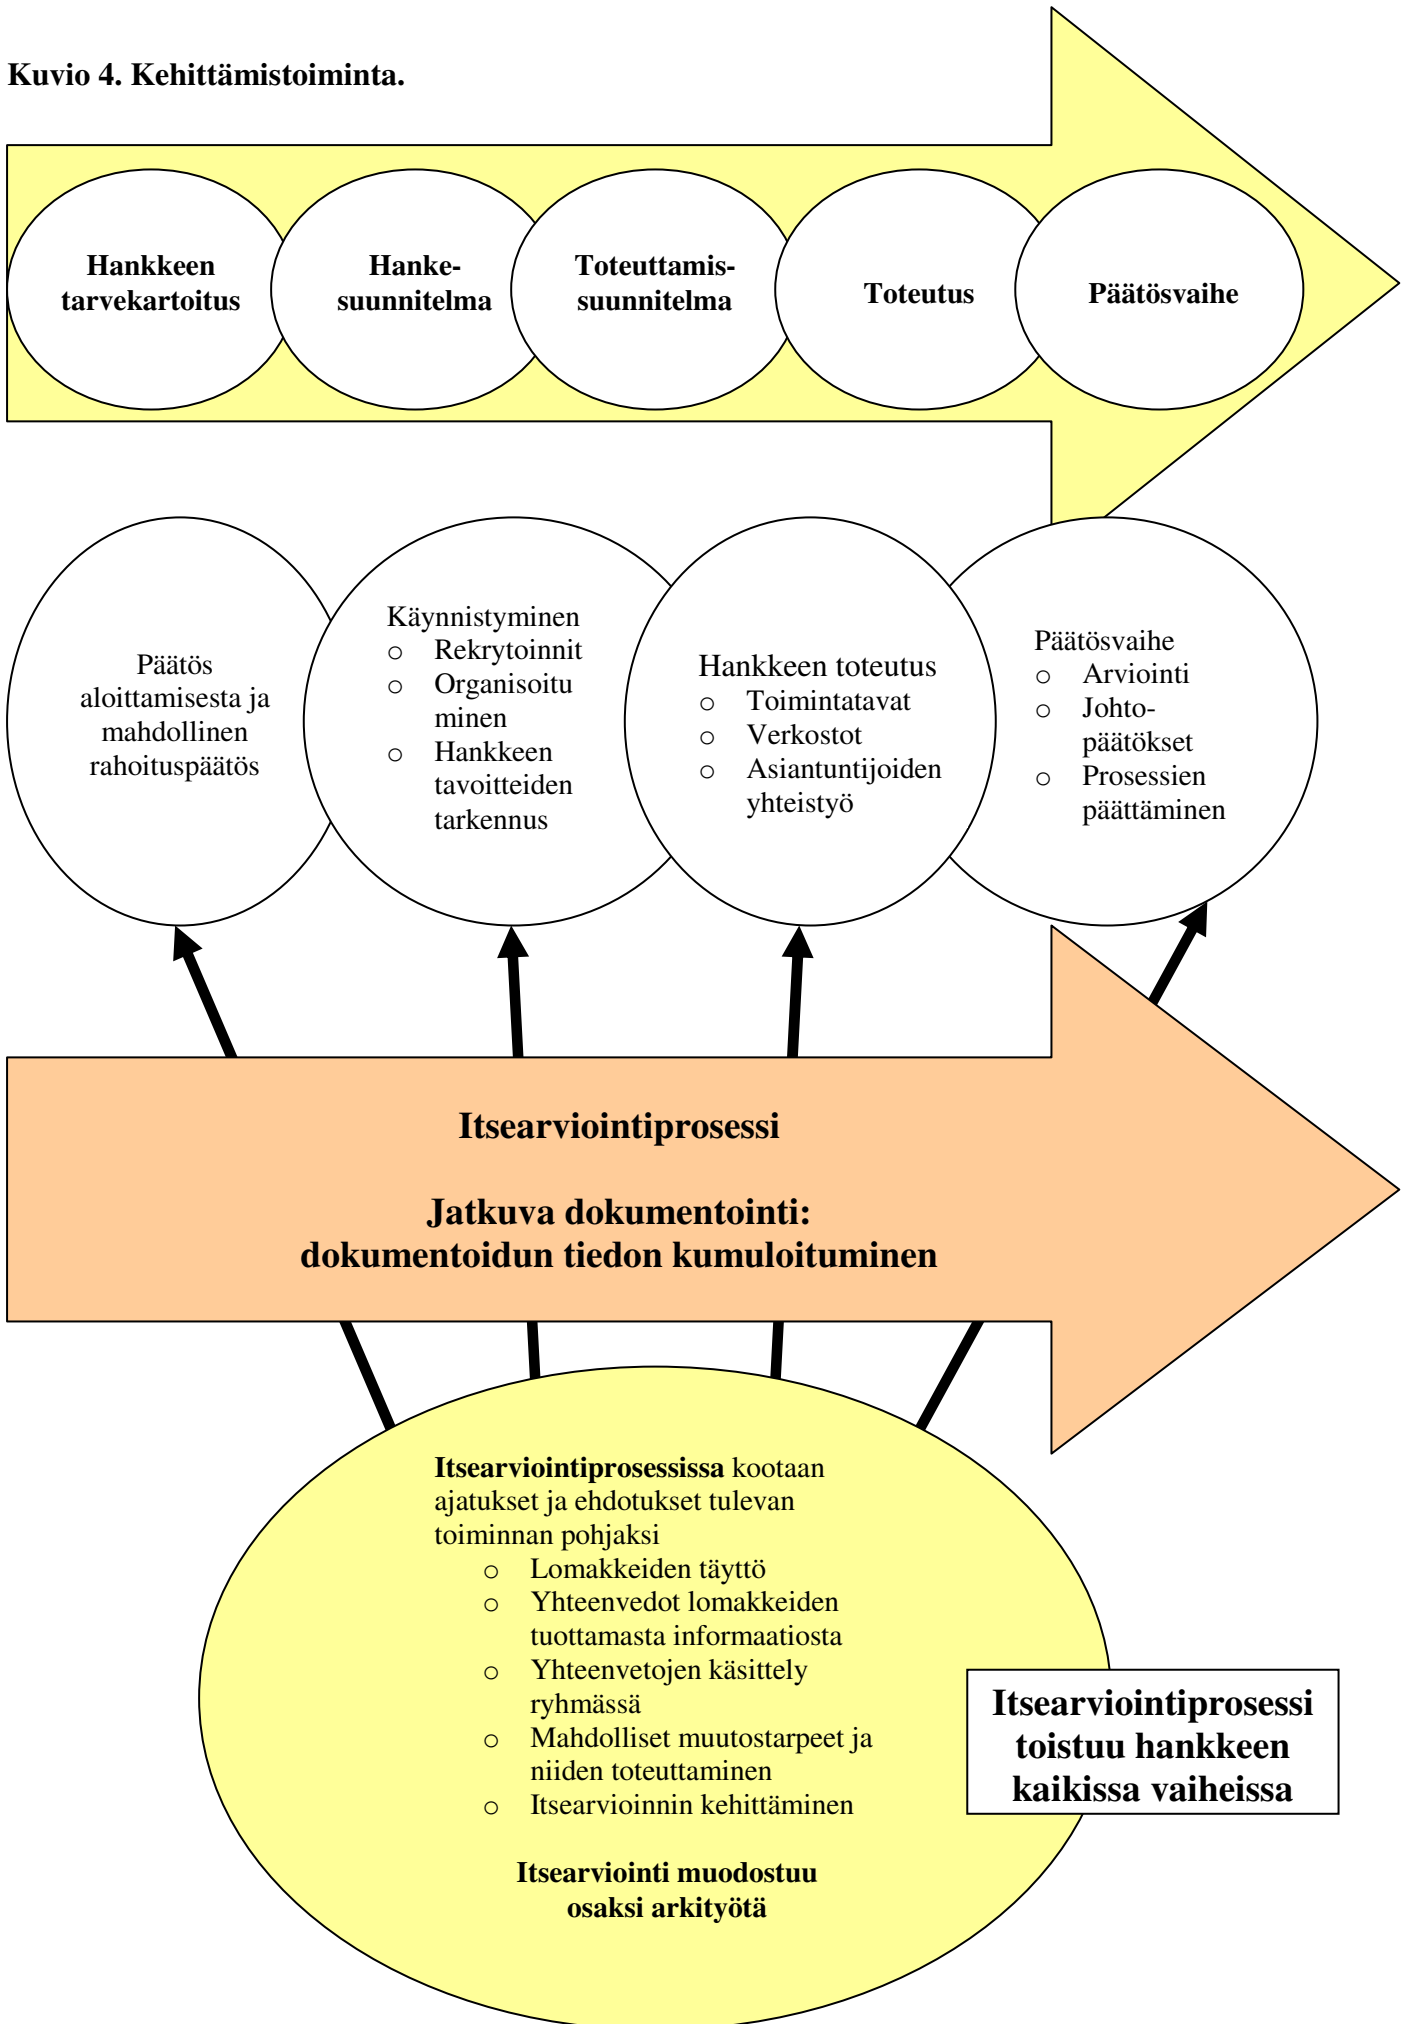 Kuvio 4. Kehittämistoiminta.
Hankkeen
tarvekartoitus
Hanke-
suunnitelma
Toteuttamis-
suunnitelma
Toteutus
Päätösvaihe
Päätös
aloittamisesta ja
mahdollinen
rahoituspäätös
Käynnistyminen
o Rekrytoinnit
o Organisoitu
minen
o Hankkeen
tavoitteiden
tarkennus
Hankkeen toteutus
o Toimintatavat
o Verkostot
o Asiantuntijoiden
yhteistyö
Päätösvaihe
o Arviointi
o Johto-
päätökset
o Prosessien
päättäminen
Itsearviointiprosessi
Jatkuva dokumentointi:
dokumentoidun tiedon kumuloituminen
Itsearviointiprosessissa kootaan
ajatukset ja ehdotukset tulevan
toiminnan pohjaksi
o Lomakkeiden täyttö
o Yhteenvedot lomakkeiden
tuottamasta informaatiosta
o Yhteenvetojen käsittely
ryhmässä
o Mahdolliset muutostarpeet ja
niiden toteuttaminen
o Itsearvioinnin kehittäminen
Itsearviointi muodostuu
osaksi arkityötä
Itsearviointiprosessi
toistuu hankkeen
kaikissa vaiheissa